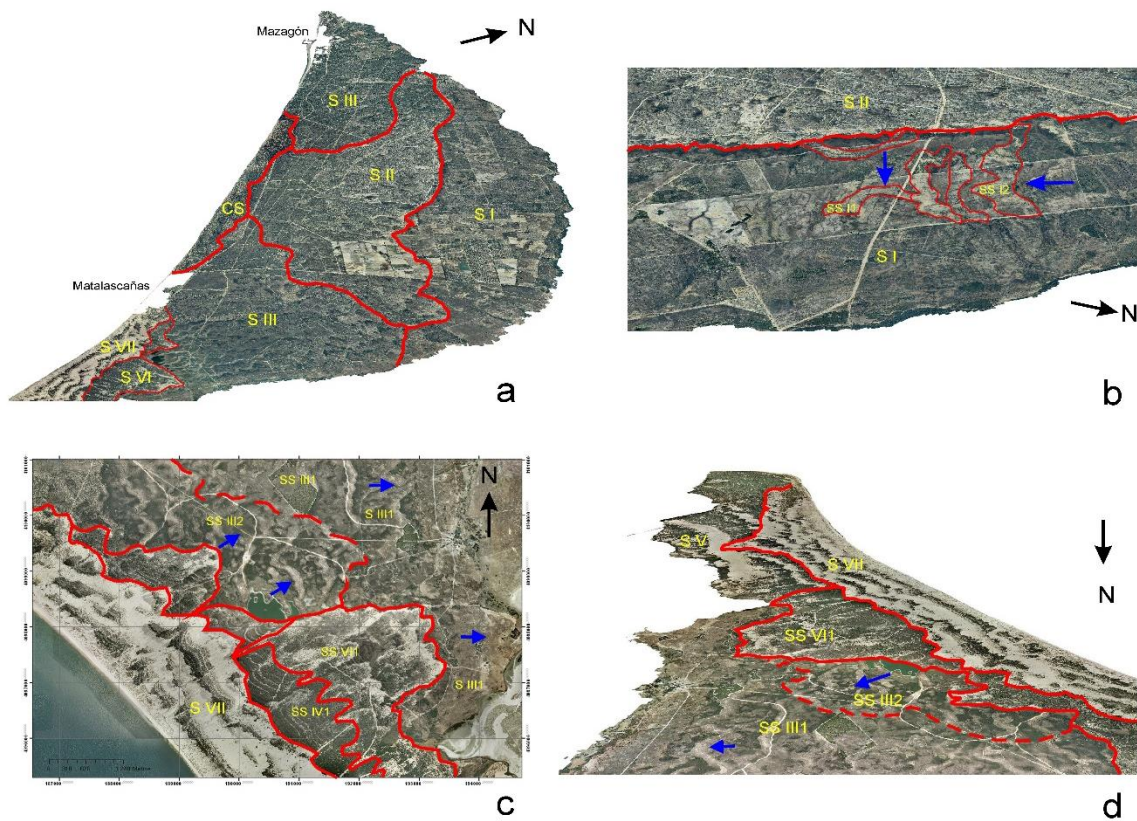 Mazagón
N
S III
S II
S I
CS
Matalascañas
S III
S VII
S VI
a
S II
SS I1
SS I2
S I
N
b
N
SS III1
S III1
SS III2
SS VI1
S III1
S VII
SS IV1
c
S V
S VII
N
SS VI1
SS III2
SS III1
d